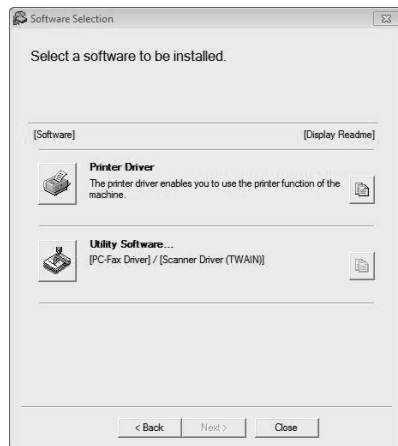 Software Selection
Select a software to be installed.
[Software] [Display Readme]
Printer Driver
The printer driver enables you to use the printer function of the
machine.
Utility Software...
[PC-Fax Driver] / [Scanner Driver (TWAIN)]
< Back Next > Close